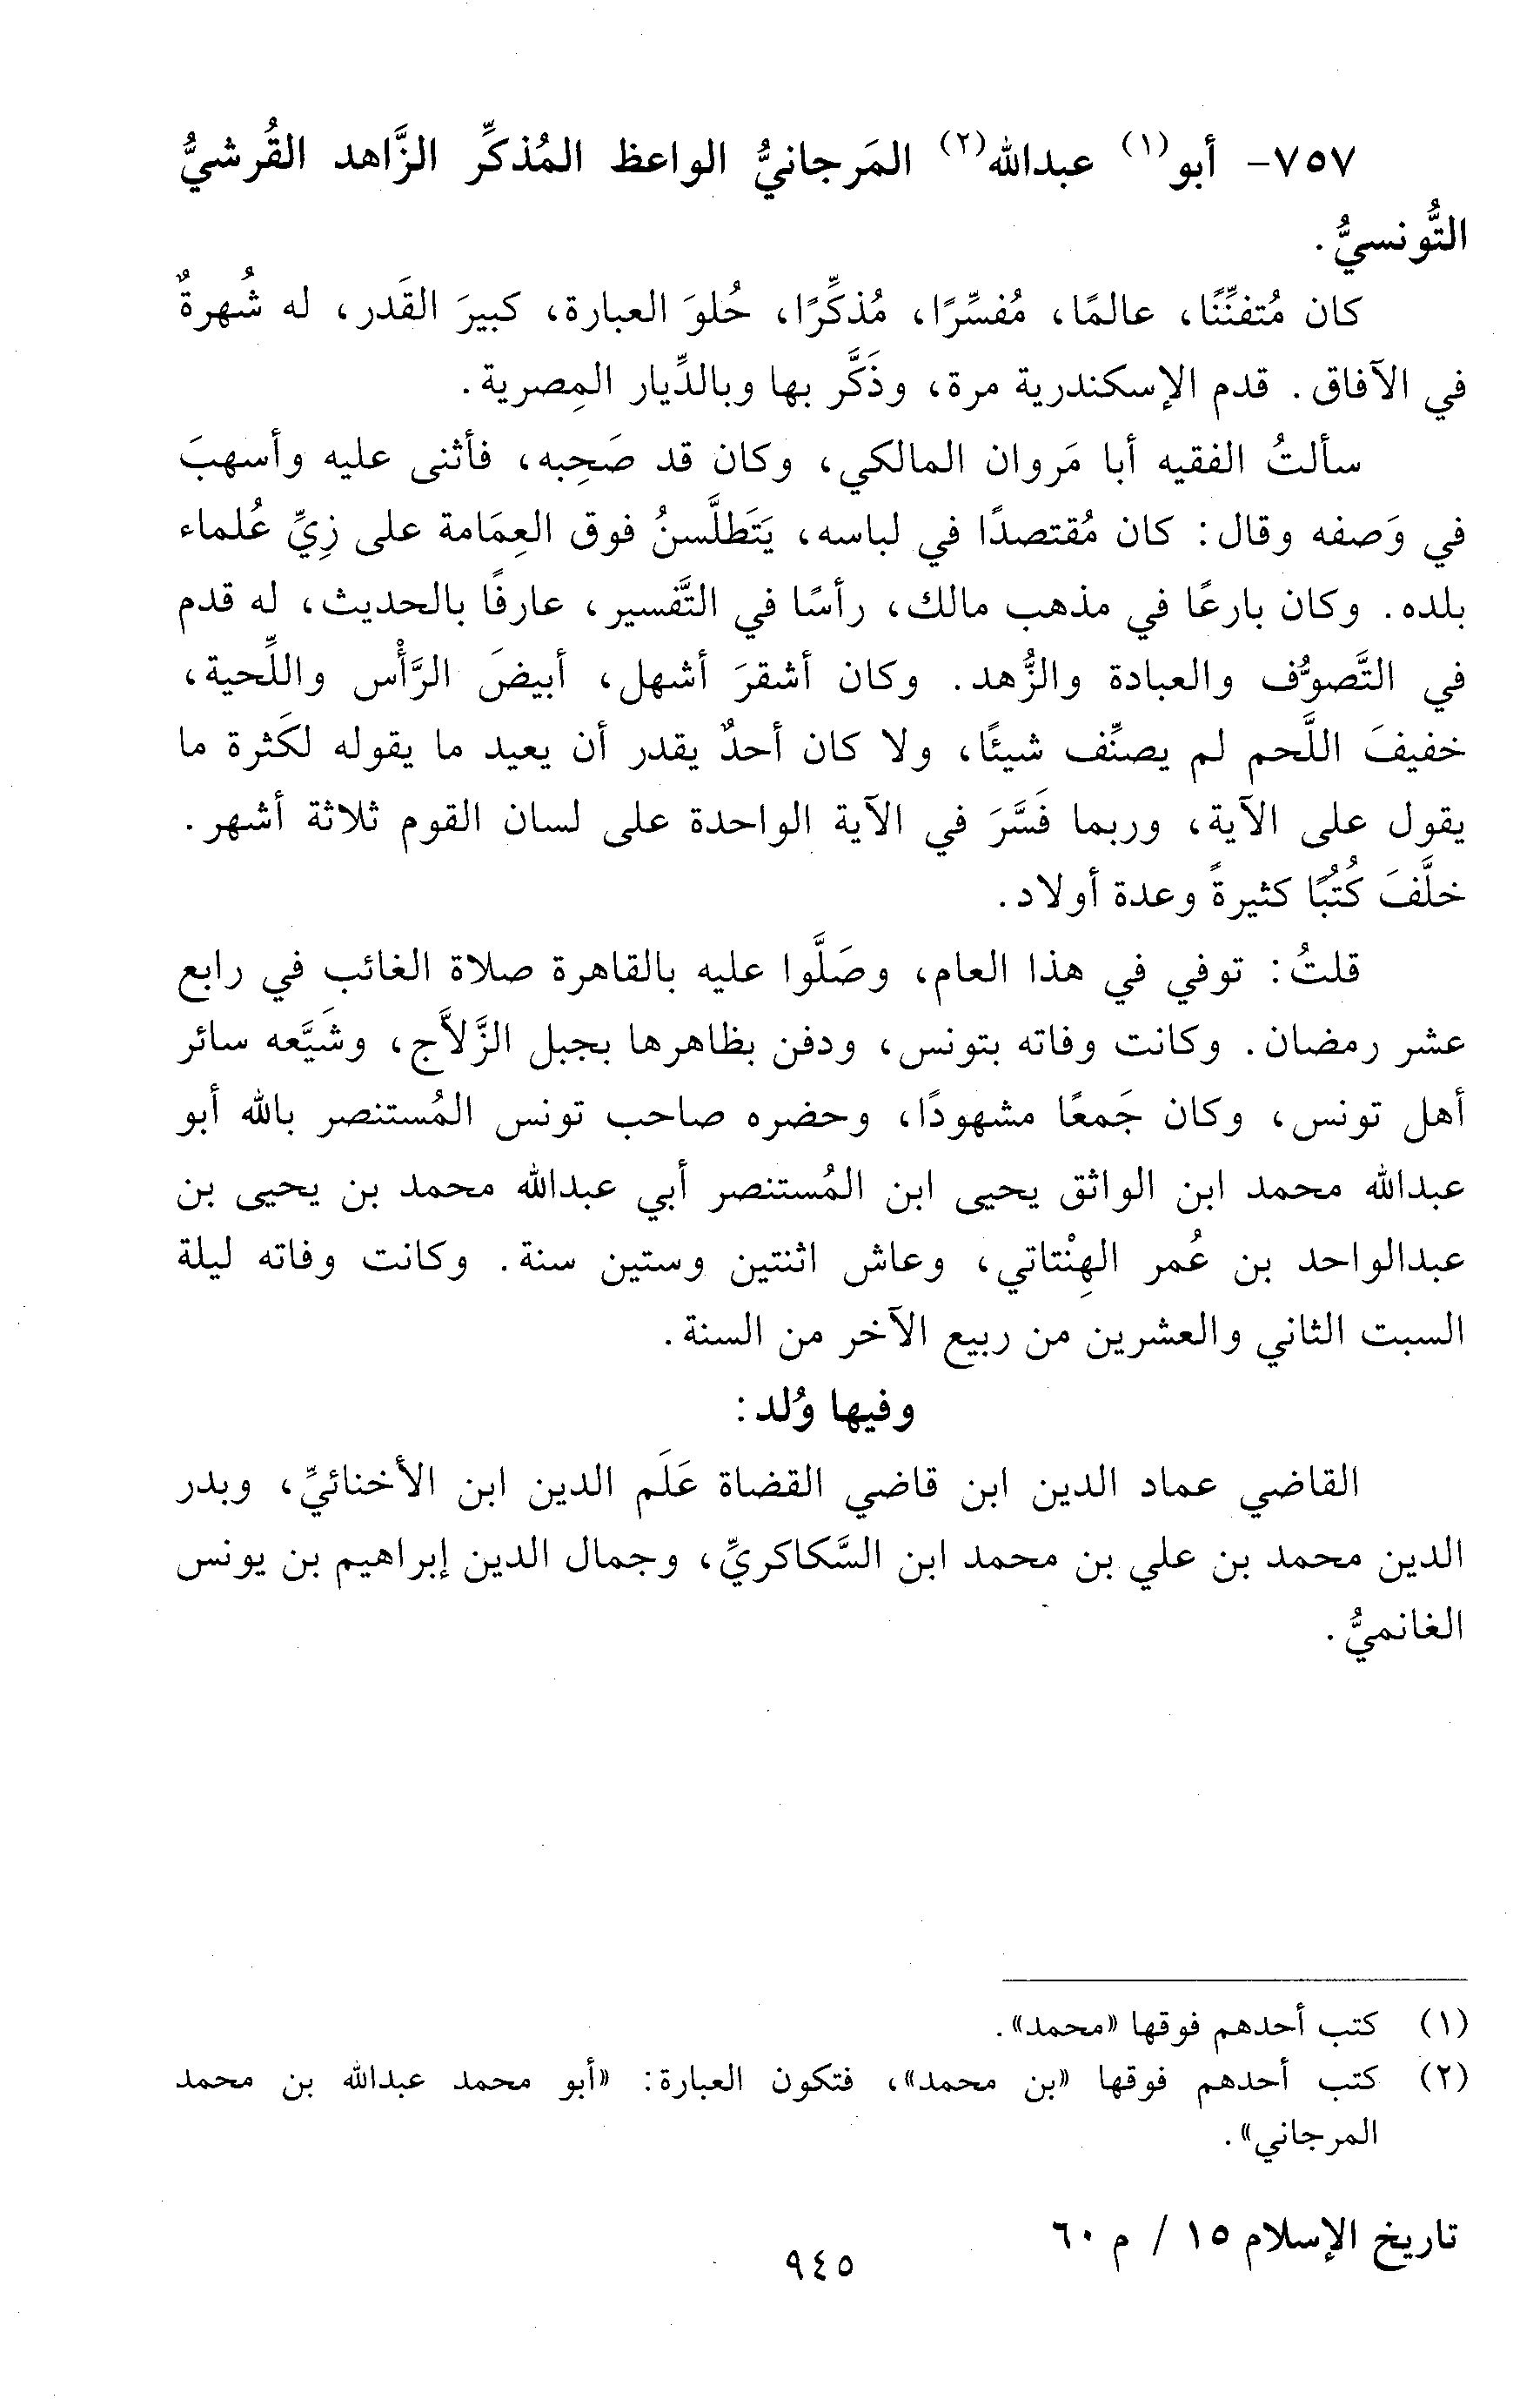 ٧٥٧- أبو(١) عبدالله(٢) المَرجانيُّ الواعظ المُذكِّر الزَّاهد القُرشيُّ
التُّونسيُّ.
كان مُتفنِّنًا، عالمًا، مُفسِّرًا، مُذكِّرًا، حُلوَ العبارة، كبيرَ القَدر، له شُهرةٌ
في الآفاق. قدم الإسكندرية مرة، وذَكَّر بها وبالدِّيار المِصرية.
سألتُ الفقيه أبا مَروان المالكي، وكان قد صَحِبه، فأثنى عليه وأسهبَ
في وَصفه وقال: كان مُقتصدًا في لباسه، يَتَطلَّسنُ فوق العِمَامة على زِيِّ عُلماء
بلده. وكان بارعًا في مذهب مالك، رأسًا في التَّفسير، عارفًا بالحديث، له قدم
في التَّصوُّف والعبادة والزُّهد. وكان أشقرَ أشهل، أبيضَ الرَّأْس واللِّحية،
خفيفَ اللَّحم لم يصنِّف شيئًا، ولا كان أحدٌ يقدر أن يعيد ما يقوله لكَثرة ما
يقول على الآية، وربما فَسَّرَ في الآية الواحدة على لسان القوم ثلاثة أشهر.
خلَّفَ كُتُبًا كثيرةً وعدة أولاد.
قلتُ: توفي في هذا العام، وصَلَّوا عليه بالقاهرة صلاة الغائب في رابع
عشر رمضان. وكانت وفاته بتونس، ودفن بظاهرها بجبل الزَّلاَّج، وشَيَّعه سائر
أهل تونس، وكان جَمعًا مشهودًا، وحضره صاحب تونس المُستنصر بالله أبو
عبدالله محمد ابن الواثق يحيى ابن المُستنصر أبي عبدالله محمد بن يحيى بن
عبدالواحد بن عُمر الهِنْتاتي، وعاش اثنتين وستين سنة. وكانت وفاته ليلة
السبت الثاني والعشرين من ربيع الآخر من السنة.
وفيها وُلد:
القاضي عماد الدين ابن قاضي القضاة عَلَم الدين ابن الأخنائيِّ، وبدر
الدين محمد بن علي بن محمد ابن السَّكاكريِّ، وجمال الدين إبراهيم بن يونس
الغانميُّ.
(١) كتب أحدهم فوقها «محمد».
(٢) كتب أحدهم فوقها «بن محمد»، فتكون العبارة: «أبو محمد عبدالله بن محمد
المرجاني».
تاريخ الإسلام ١٥ / م ٦٠
٩٤٥